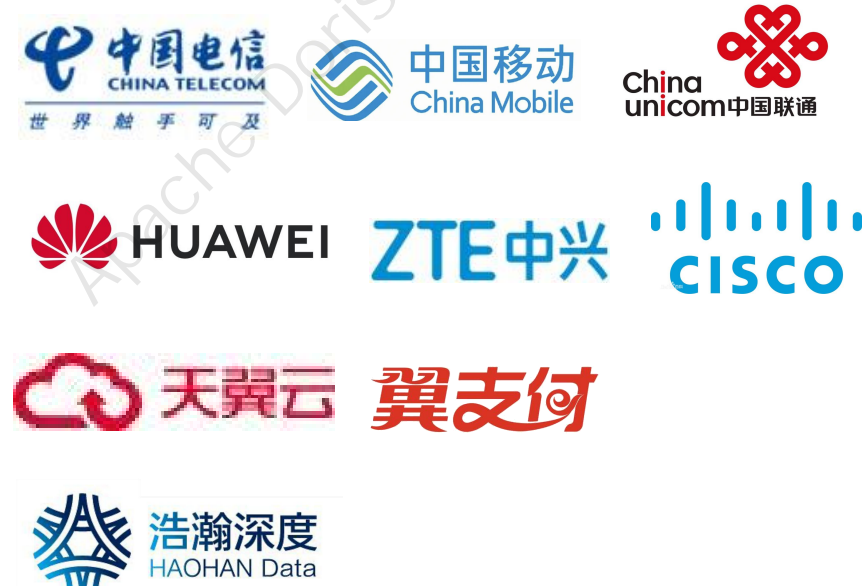 中国电信
CHINA TELECOM
世界触手可及
中国移动
China Mobile
China
unicom中国联通
HUAWEI
ZTE中兴
CISCO
天翼云
翼支付
浩瀚深度
HAOHAN Data
Apache Doris